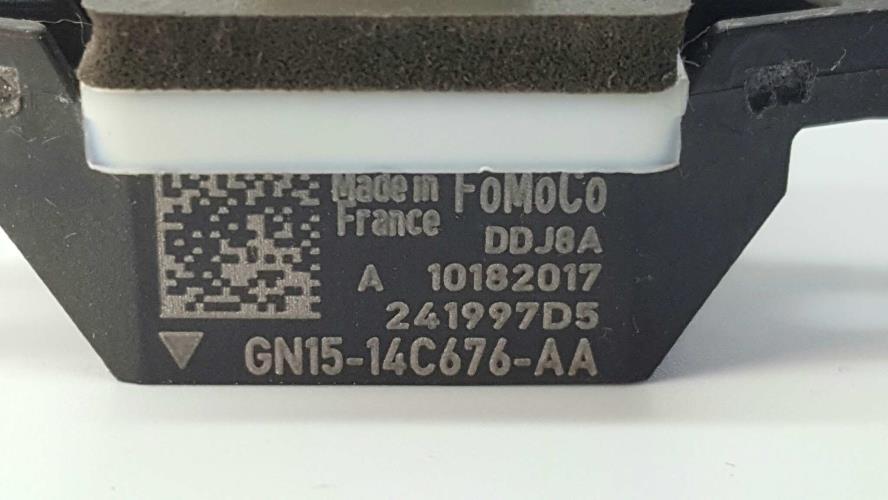 Made in FoMoCo
France
DDJ8A
A 10182017
241997D5
GN15-14C676-AA